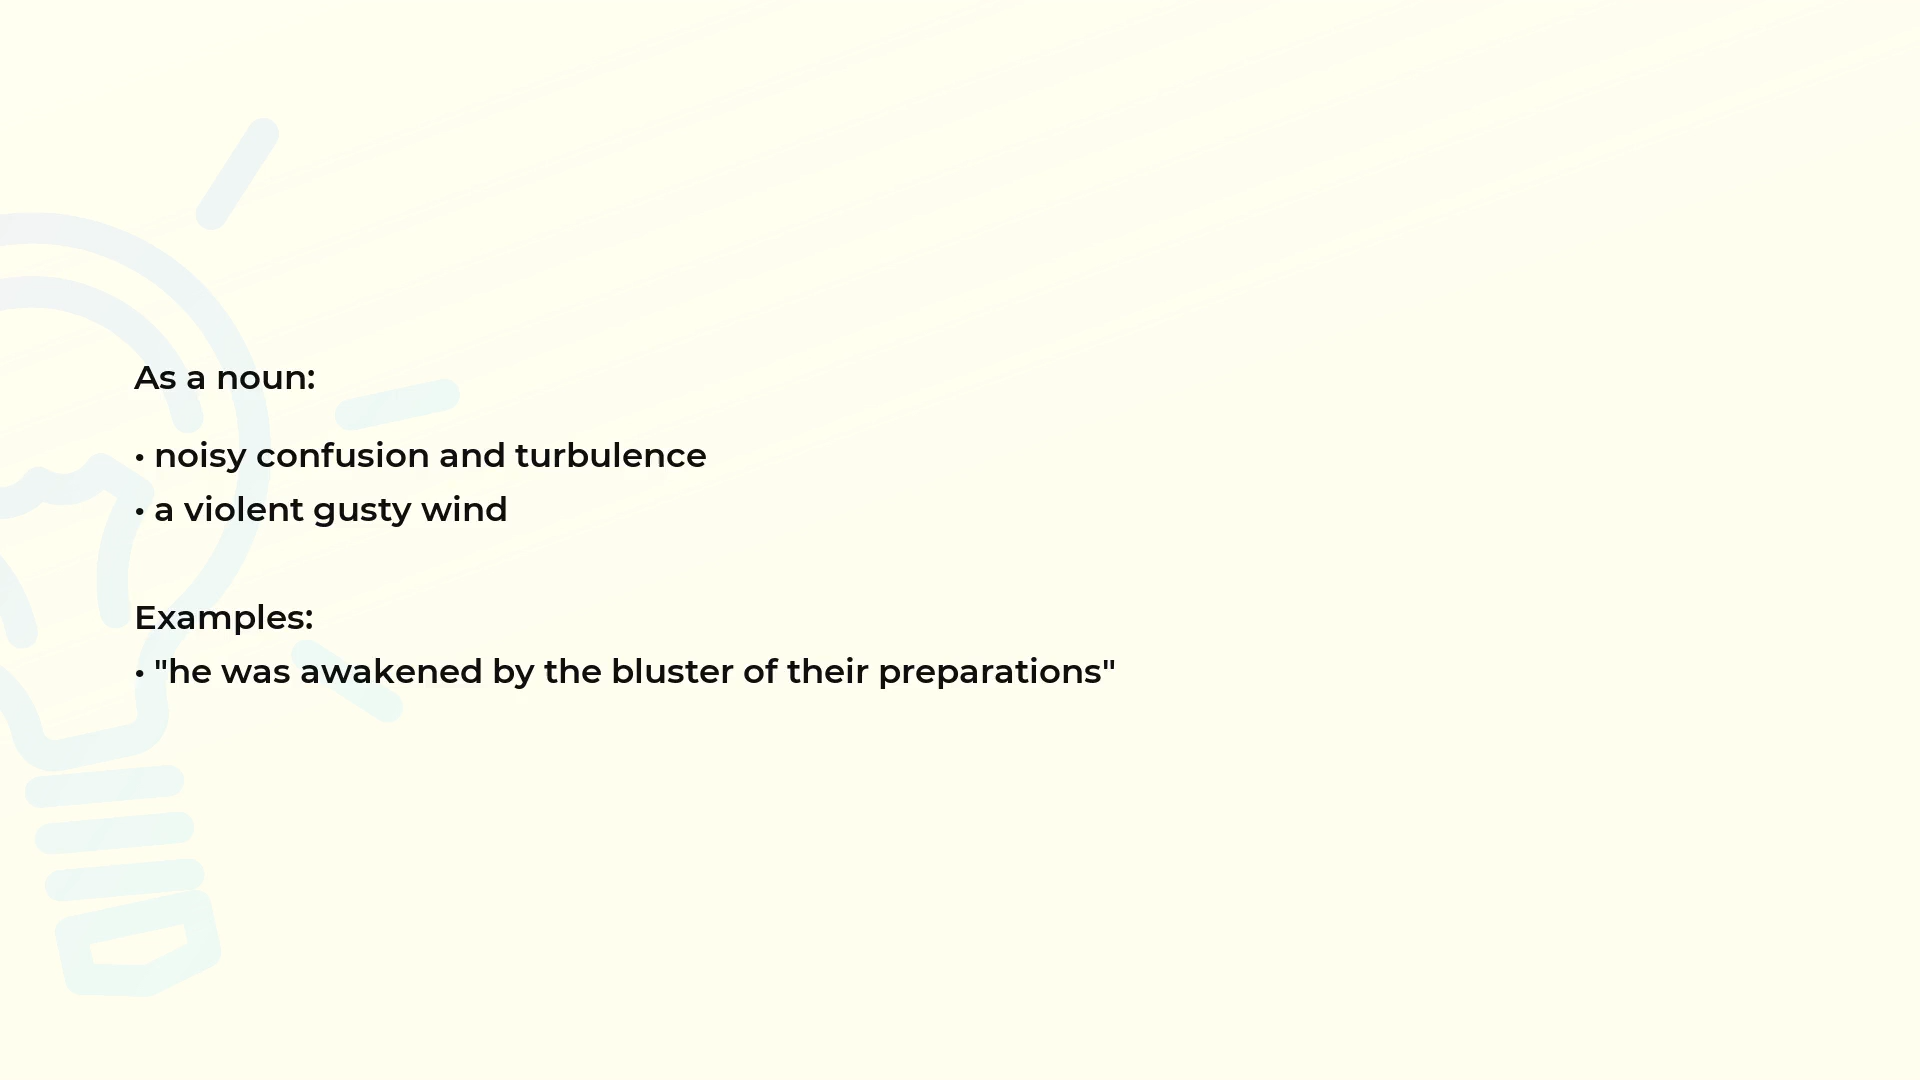 As a noun:
• noisy confusion and turbulence
• a violent gusty wind
Examples:
• "he was awakened by the bluster of their preparations"